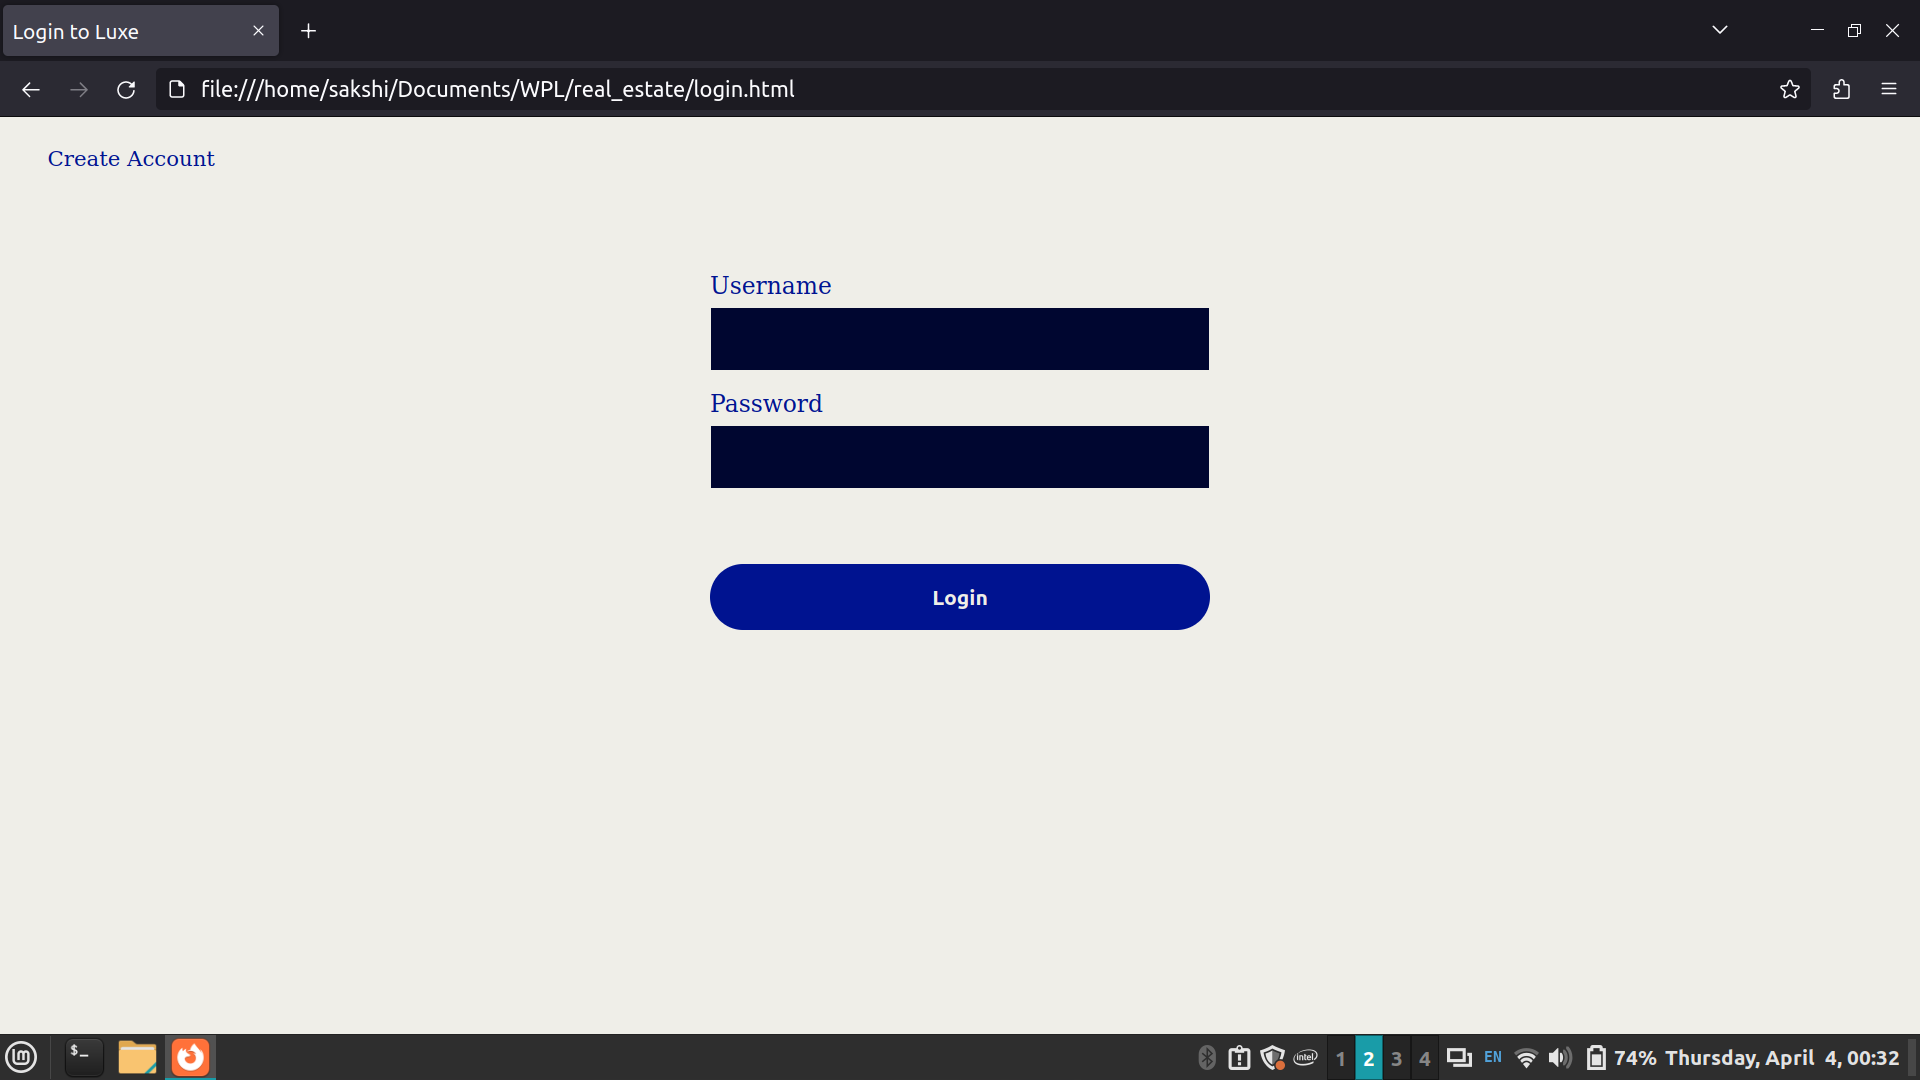 Login to Luxe
file:///home/sakshi/Documents/WPL/real_estate/login.html
Create Account
Username
Password
Login
$_
intel
1 2 3 4
EN
74% Thursday, April 4, 00:32